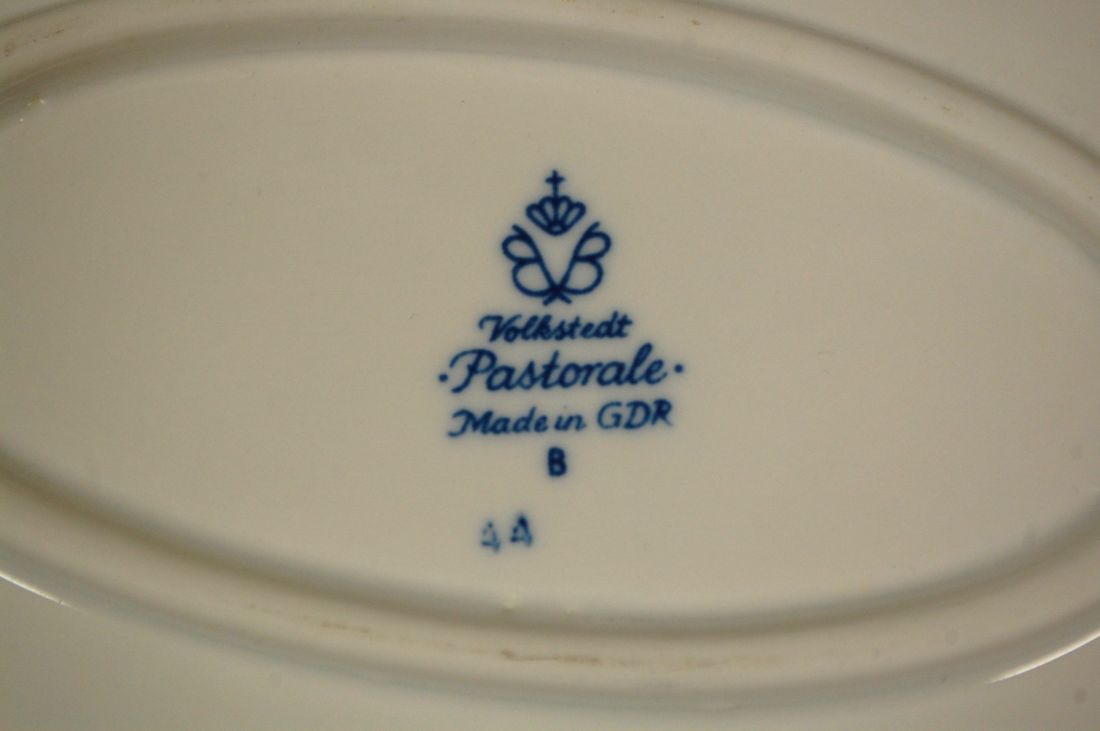 Volkstedt
·Pastorale·
Made in GDR
B
44